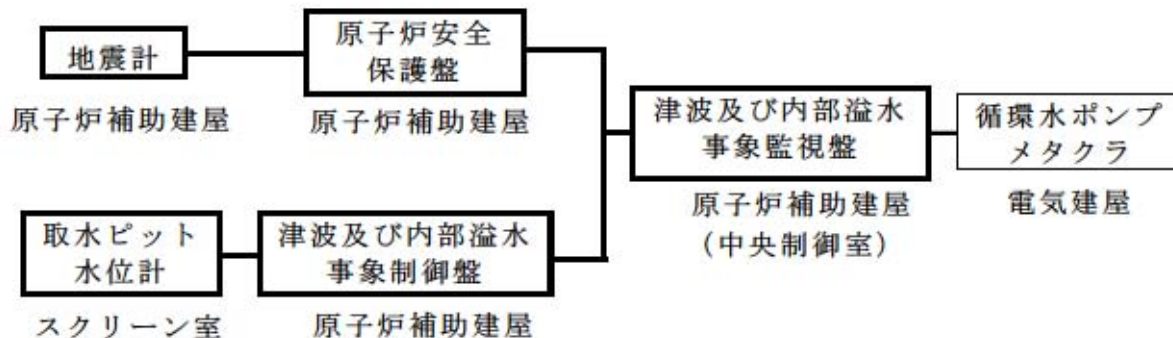 地震計
原子炉補助建屋
原子炉安全
保護盤
原子炉補助建屋
取水ピット
水位計
スクリーン室
津波及び内部溢水
事象制御盤
原子炉補助建屋
津波及び内部溢水
事象監視盤
原子炉補助建屋
（中央制御室）
循環水ポンプ
メタクラ
電気建屋